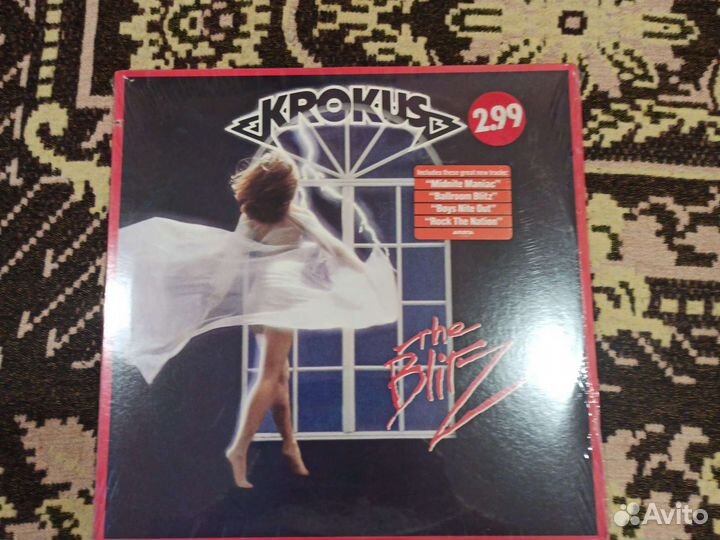 KROKUS
2.99
Includes these great new tracks:
"Midnite Maniac"
"Ballroom Blitz"
"Boys Nite Out"
"Rock The Nation"
The
Blitz
Avito